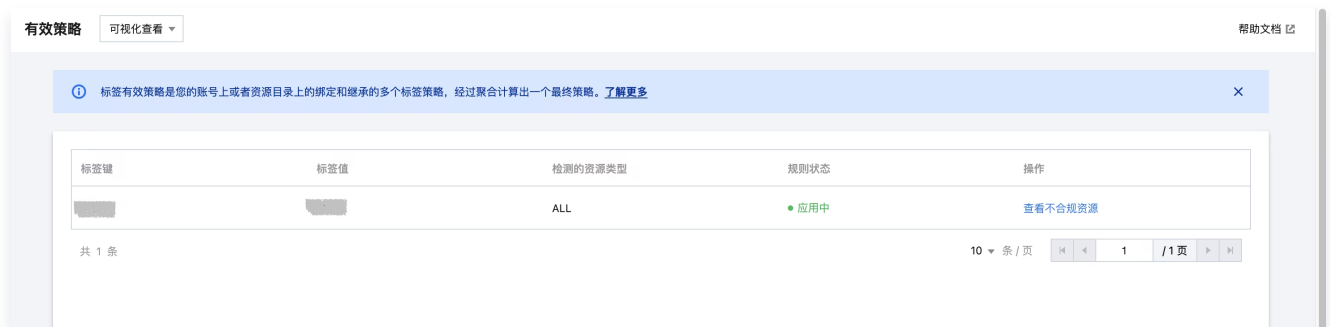 有效策略 可视化查看 帮助文档
标签有效策略是您的账号上或者资源目录上的绑定和继承的多个标签策略，经过聚合计算出一个最终策略。了解更多
标签键 标签值 检测的资源类型 规则状态 操作
ALL 应用中 查看不合规资源
共 1 条 10 条 / 页 1 / 1 页